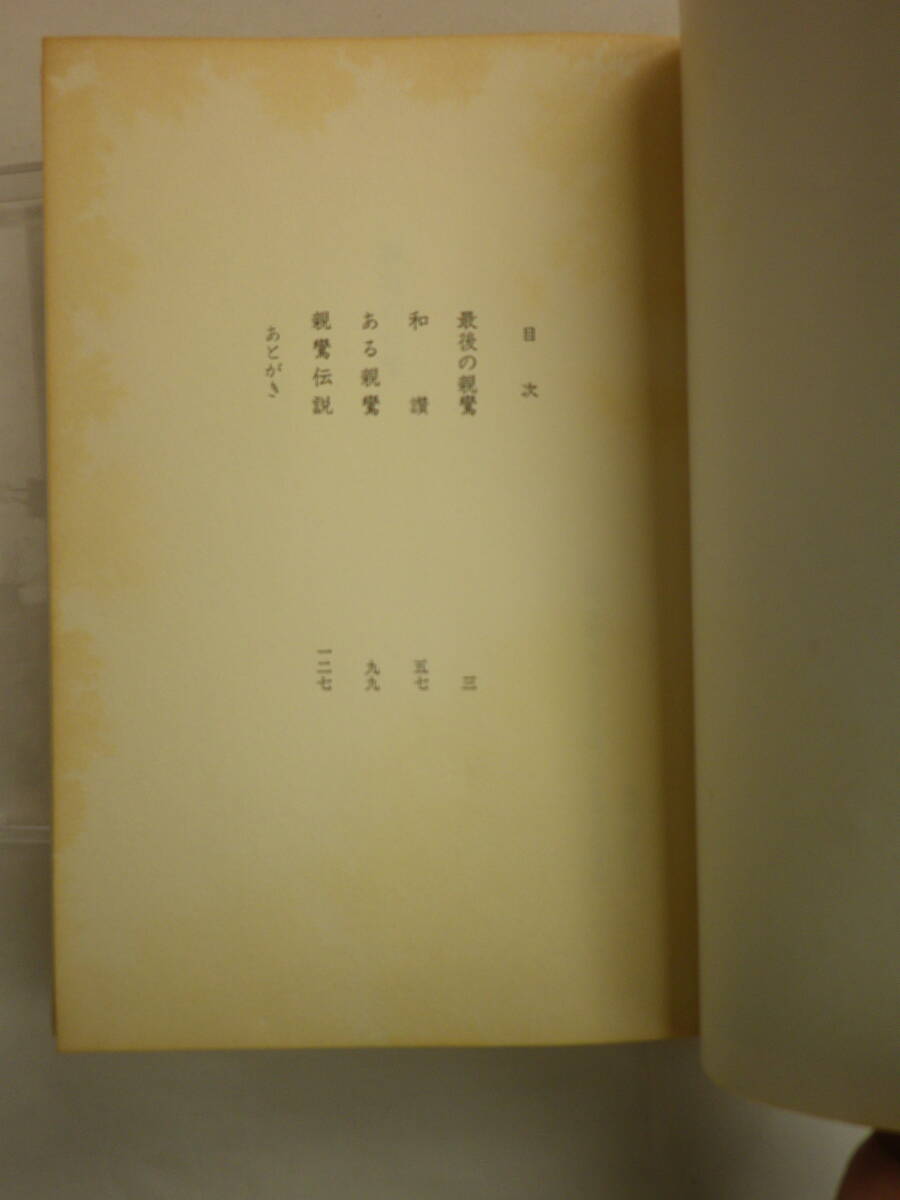 目次
最後の親鸞 三
和讃 五七
ある親鸞 九九
親鸞伝説 一二七
あとがき